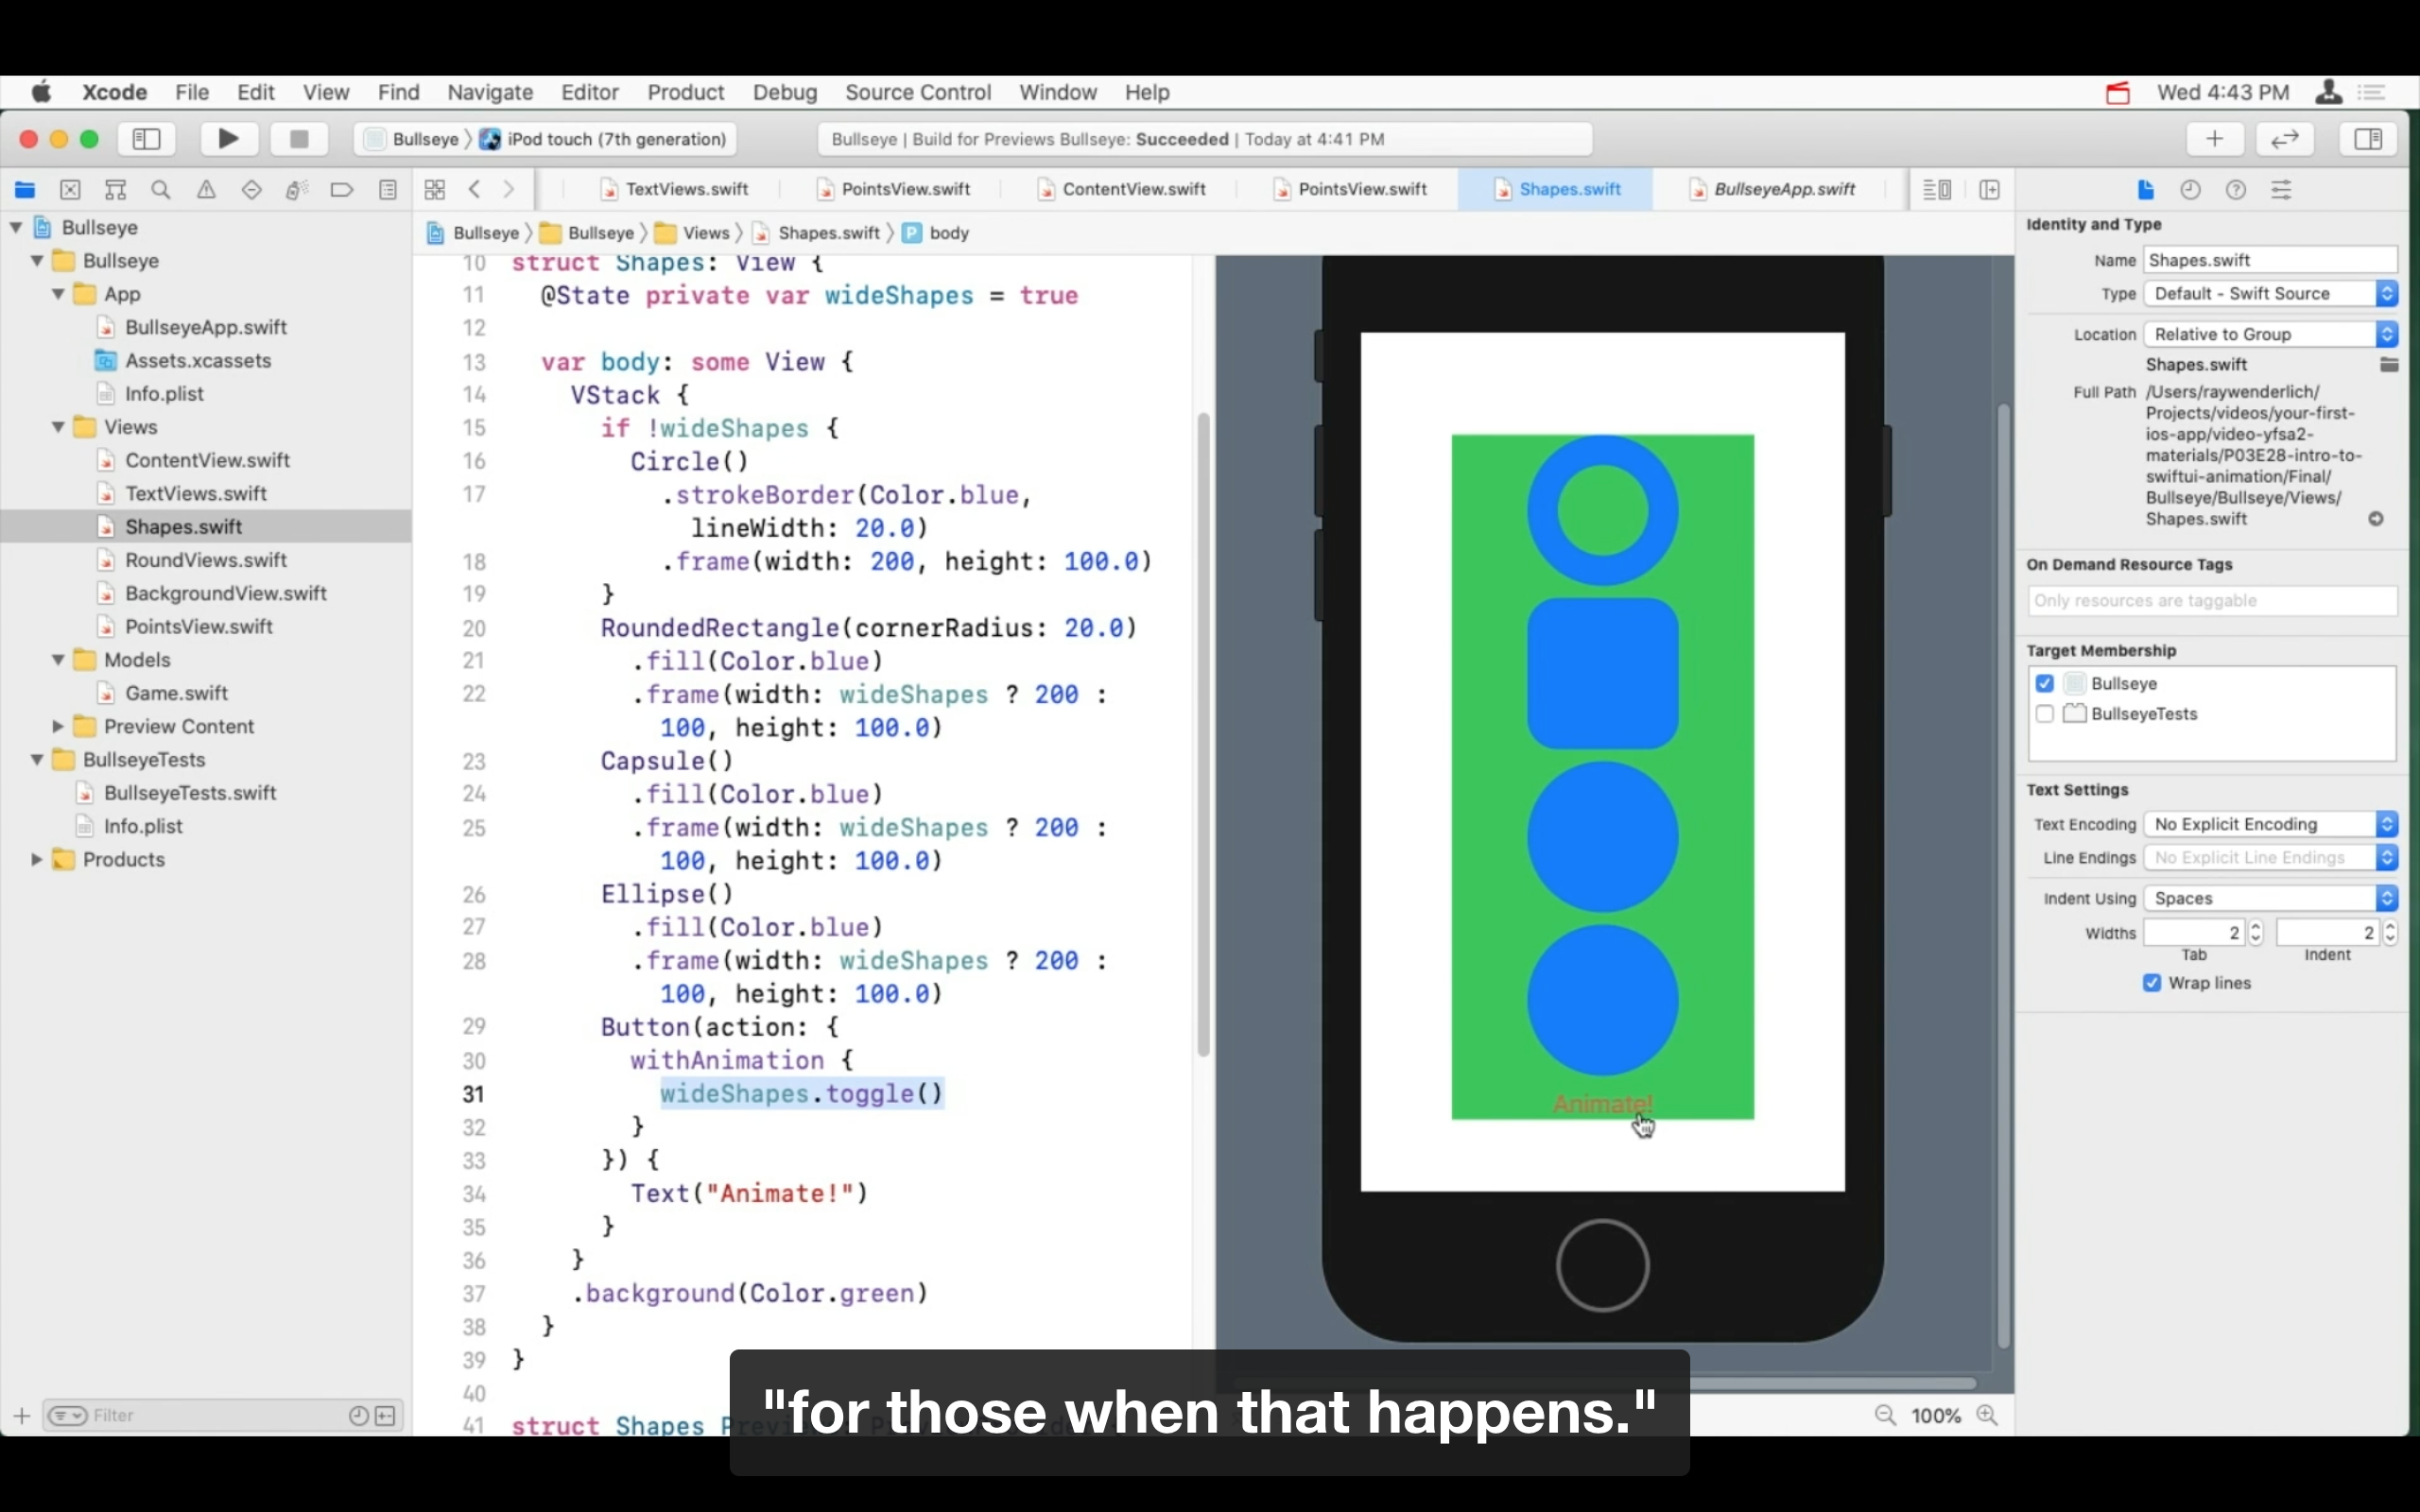 Xcode File Edit View Find Navigate Editor Product Debug Source Control Window Help Wed 4:43 PM
Bullseye iPod touch (7th generation) Bullseye | Build for Previews Bullseye: Succeeded | Today at 4:41 PM
TextViews.swift PointsView.swift ContentView.swift PointsView.swift Shapes.swift BullseyeApp.swift
Bullseye Bullseye Views Shapes.swift P body
Bullseye
Bullseye
App
BullseyeApp.swift
Assets.xcassets
Info.plist
Views
ContentView.swift
TextViews.swift
Shapes.swift
RoundViews.swift
BackgroundView.swift
PointsView.swift
Models
Game.swift
Preview Content
BullseyeTests
BullseyeTests.swift
Info.plist
Products
Filter
10 struct Shapes: View {
11 @State private var wideShapes = true
12
13 var body: some View {
14 VStack {
15 if !wideShapes {
16 Circle()
17 .strokeBorder(Color.blue,
lineWidth: 20.0)
18 .frame(width: 200, height: 100.0)
19 }
20 RoundedRectangle(cornerRadius: 20.0)
21 .fill(Color.blue)
22 .frame(width: wideShapes ? 200 :
100, height: 100.0)
23 Capsule()
24 .fill(Color.blue)
25 .frame(width: wideShapes ? 200 :
100, height: 100.0)
26 Ellipse()
27 .fill(Color.blue)
28 .frame(width: wideShapes ? 200 :
100, height: 100.0)
29 Button(action: {
30 withAnimation {
31 wideShapes.toggle()
32 }
33 }) {
34 Text("Animate!")
35 }
36 }
37 .background(Color.green)
38 }
39 }
40
41 struct Shapes
Animate!
100%
Identity and Type
Name Shapes.swift
Type Default - Swift Source
Location Relative to Group
Shapes.swift
Full Path /Users/raywenderlich/
Projects/videos/your-first-
ios-app/video-yfsa2-
materials/P03E28-intro-to-
swiftui-animation/Final/
Bullseye/Bullseye/Views/
Shapes.swift
On Demand Resource Tags
Only resources are taggable
Target Membership
Bullseye
BullseyeTests
Text Settings
Text Encoding No Explicit Encoding
Line Endings No Explicit Line Endings
Indent Using Spaces
Widths 2 2
Tab Indent
Wrap lines
"for those when that happens."